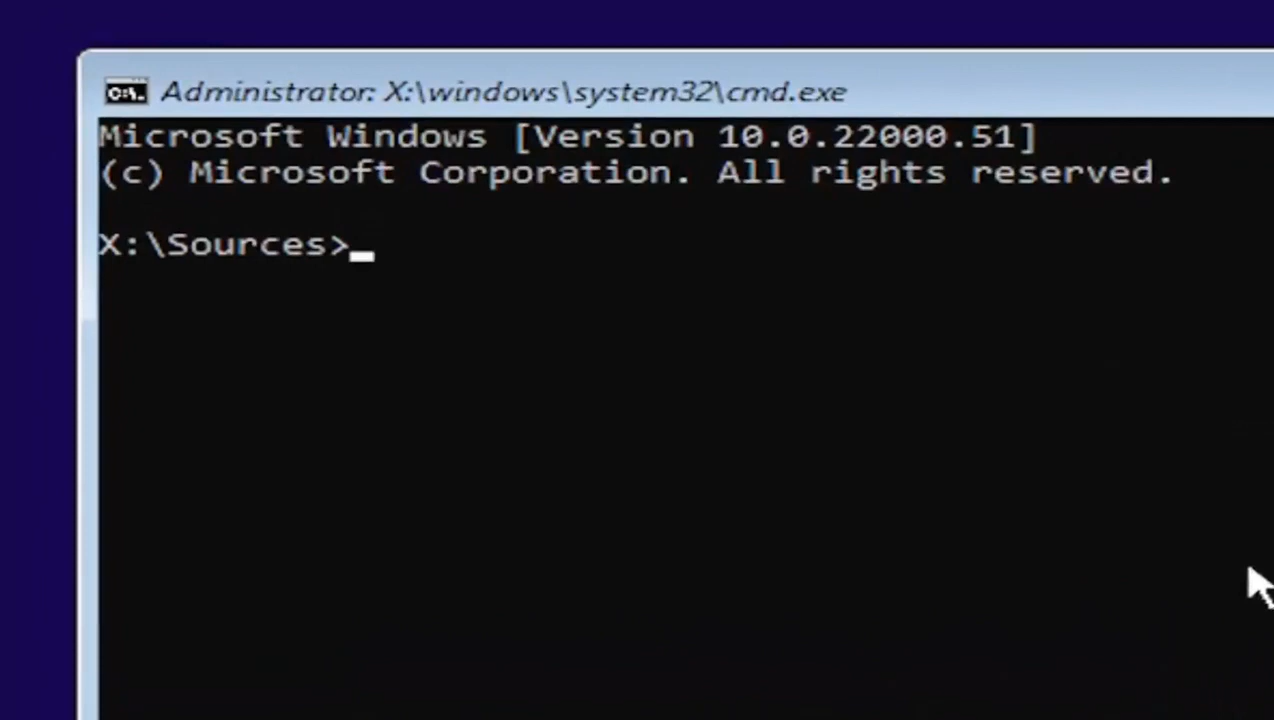 Administrator: X:\windows\system32\cmd.exe
Microsoft Windows [Version 10.0.22000.51]
(c) Microsoft Corporation. All rights reserved.
X:\Sources>